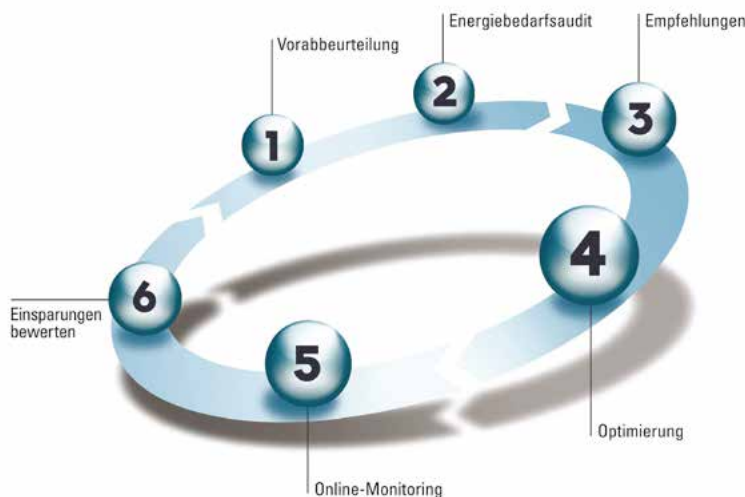 1
Vorabbeurteilung
2
Energiebedarfsaudit
3
Empfehlungen
4
Optimierung
5
Online-Monitoring
6
Einsparungen
bewerten